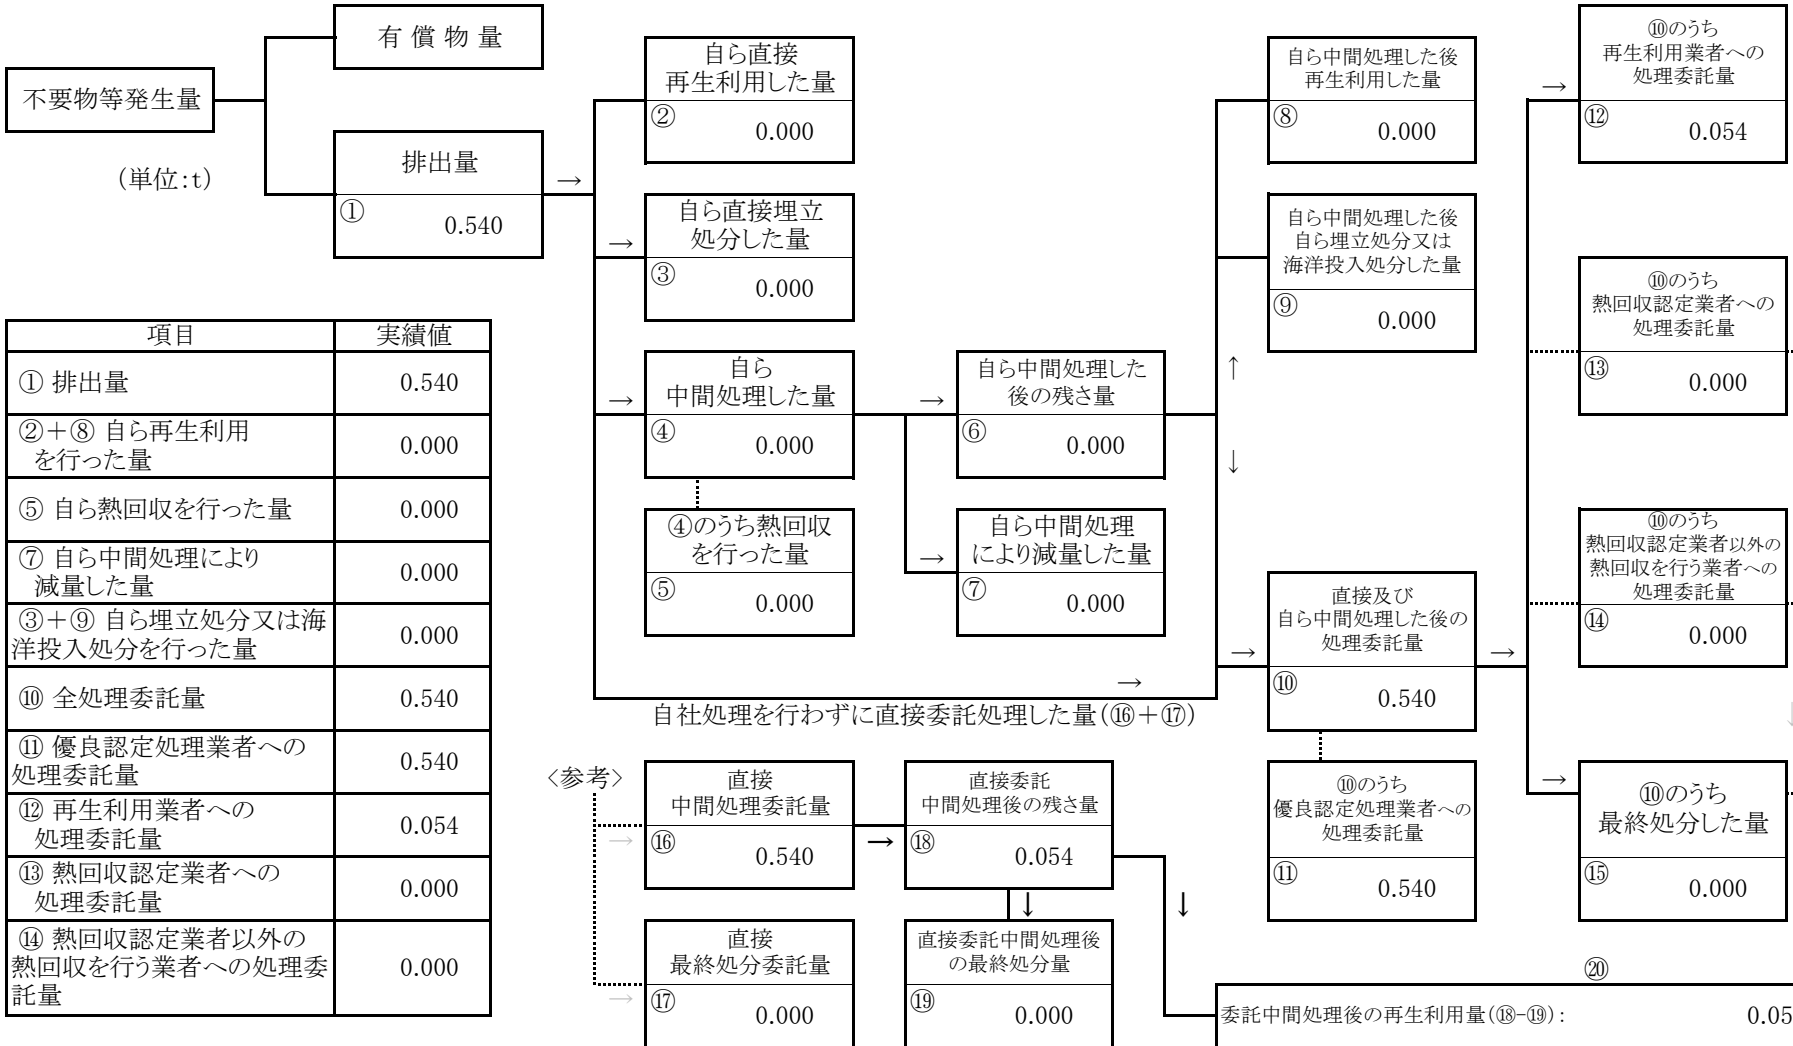 有償物量
不要物等発生量
(単位:t)
排出量
① 0.540
→
自ら直接
再生利用した量
② 0.000
→
自ら直接埋立
処分した量
③ 0.000
→
自ら
中間処理した量
④ 0.000
④のうち熱回収
を行った量
⑤ 0.000
→
自ら中間処理した
後の残さ量
⑥ 0.000
→
自ら中間処理
により減量した量
⑦ 0.000
↑
↓
自ら中間処理した後
再生利用した量
⑧ 0.000
自ら中間処理した後
自ら埋立処分又は
海洋投入処分した量
⑨ 0.000
→
自社処理を行わずに直接委託処理した量(⑯+⑰)
→
直接及び
自ら中間処理した後の
処理委託量
⑩ 0.540
⑩のうち
優良認定処理業者への
処理委託量
⑪ 0.540
→
→
⑩のうち
再生利用業者への
処理委託量
⑫ 0.054
⑩のうち
熱回収認定業者への
処理委託量
⑬ 0.000
⑩のうち
熱回収認定業者以外の
熱回収を行う業者への
処理委託量
⑭ 0.000
↓
→
⑩のうち
最終処分した量
⑮ 0.000
項目 実績値
① 排出量 0.540
②+⑧ 自ら再生利用
を行った量 0.000
⑤ 自ら熱回収を行った量 0.000
⑦ 自ら中間処理により
減量した量 0.000
③+⑨ 自ら埋立処分又は海
洋投入処分を行った量 0.000
⑩ 全処理委託量 0.540
⑪ 優良認定処理業者への
処理委託量 0.540
⑫ 再生利用業者への
処理委託量 0.054
⑬ 熱回収認定業者への
処理委託量 0.000
⑭ 熱回収認定業者以外の
熱回収を行う業者への処理委
託量 0.000
<参考>
→
直接
中間処理委託量
⑯ 0.540
→
直接委託
中間処理後の残さ量
⑱ 0.054
↓
↓
→
直接
最終処分委託量
⑰ 0.000
直接委託中間処理後
の最終処分量
⑲ 0.000
⑳
委託中間処理後の再生利用量(⑱-⑲): 0.05